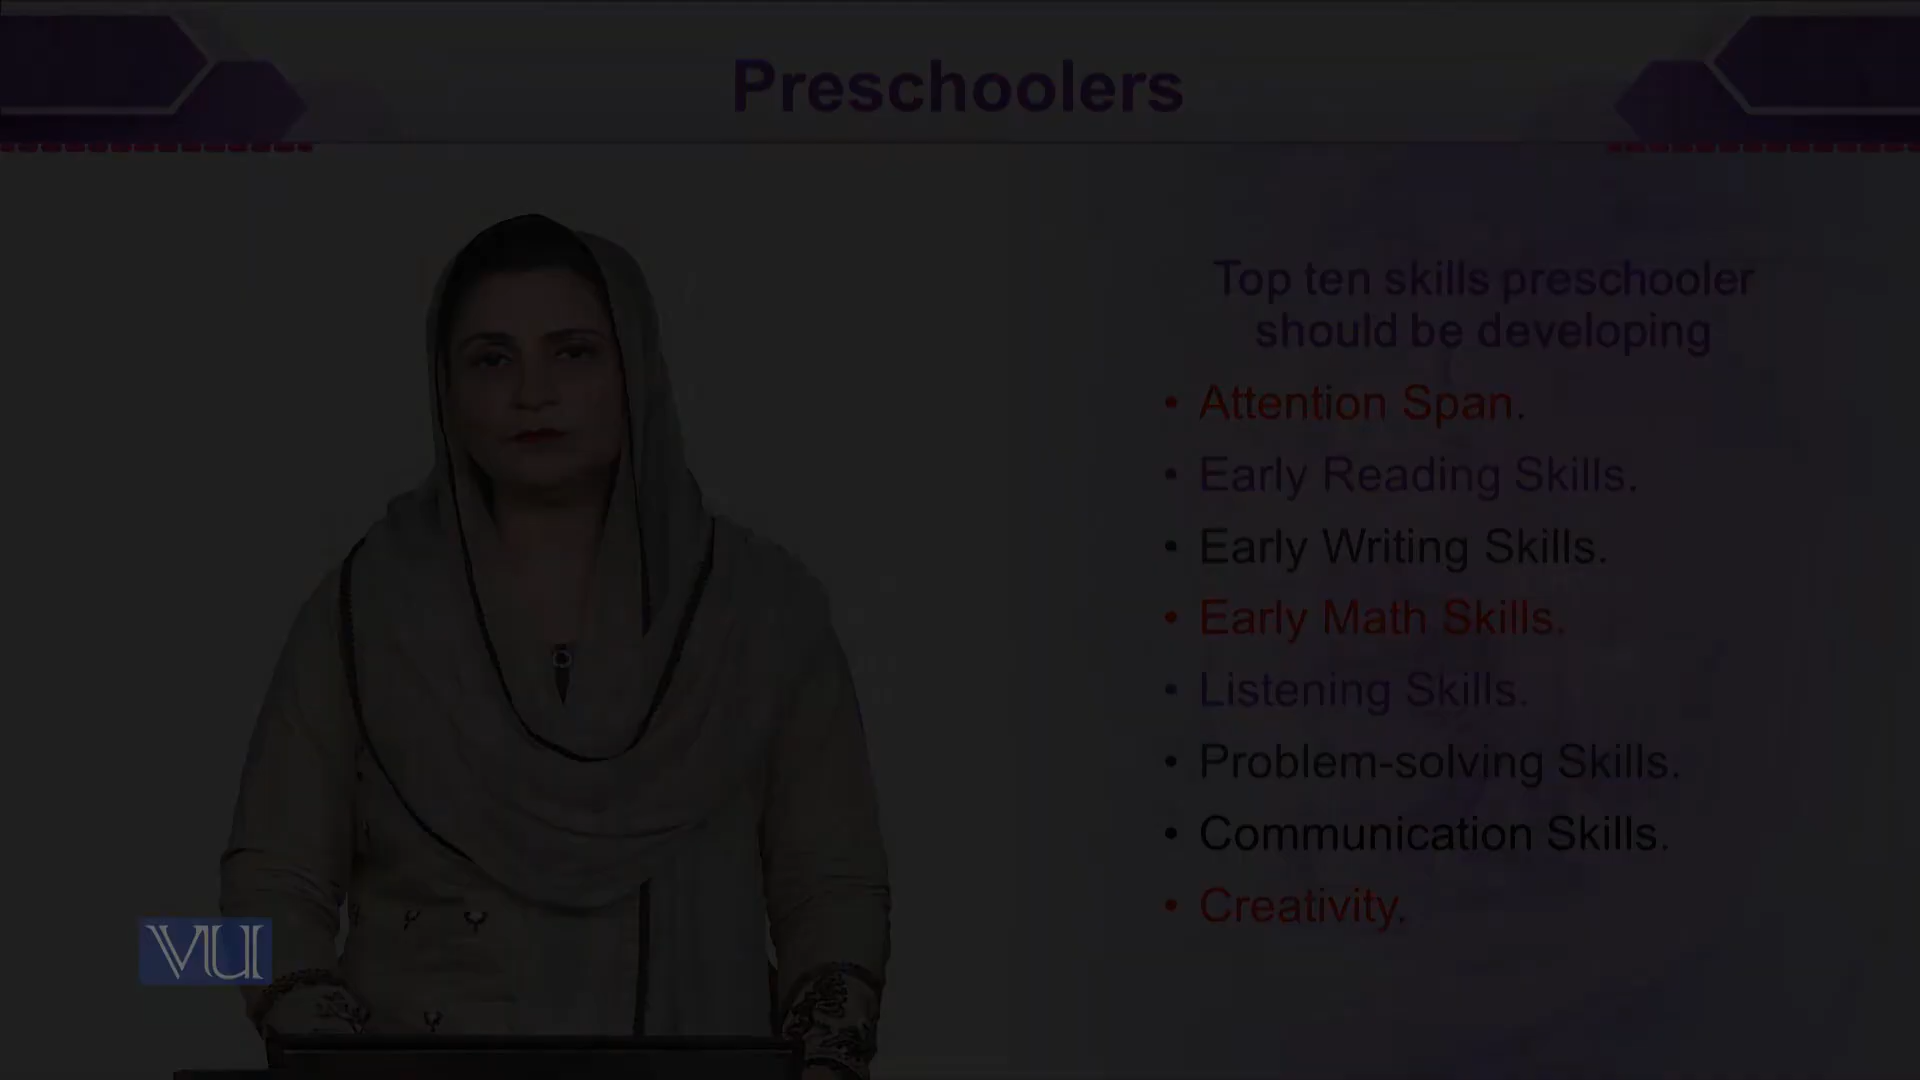 Preschoolers
Top ten skills preschooler
should be developing
• Attention Span.
• Early Reading Skills.
• Early Writing Skills.
• Early Math Skills.
• Listening Skills.
• Problem-solving Skills.
• Communication Skills.
• Creativity.
VU